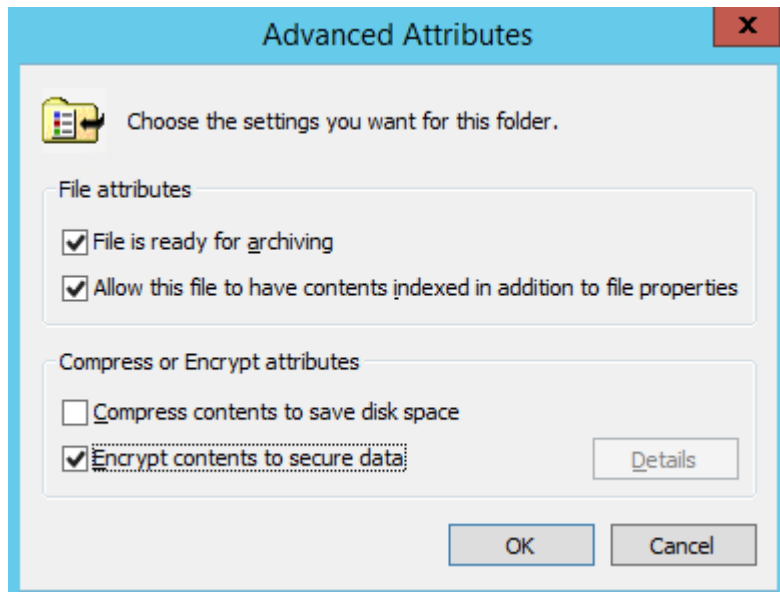 Advanced Attributes
x
Choose the settings you want for this folder.
File attributes
File is ready for archiving
Allow this file to have contents indexed in addition to file properties
Compress or Encrypt attributes
Compress contents to save disk space
Encrypt contents to secure data
Details
OK
Cancel